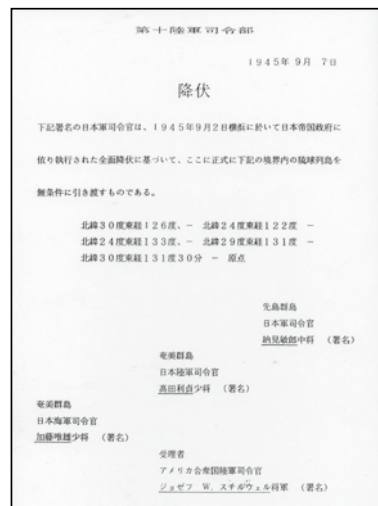 第十陸軍司令部
1945年9月7日
降伏
下記署名の日本軍司令官は、1945年9月2日横浜に於いて日本帝国政府に
依り執行された全面降伏に基づいて、ここに正式に下記の境界内の琉球列島を
無条件に引き渡すものである。
北緯30度東経126度、－ 北緯24度東経122度 －
北緯24度東経133度、－ 北緯29度東経131度 －
北緯30度東経131度30分 － 原点
先島群島
日本軍司令官
納見敏郎中将 （署名）
奄美群島
日本陸軍司令官
高田利貞少将 （署名）
奄美群島
日本海軍司令官
加藤唯雄少将 （署名）
受理者
アメリカ合衆国陸軍司令官
ジョゼフ W. スチルウェル将軍 （署名）